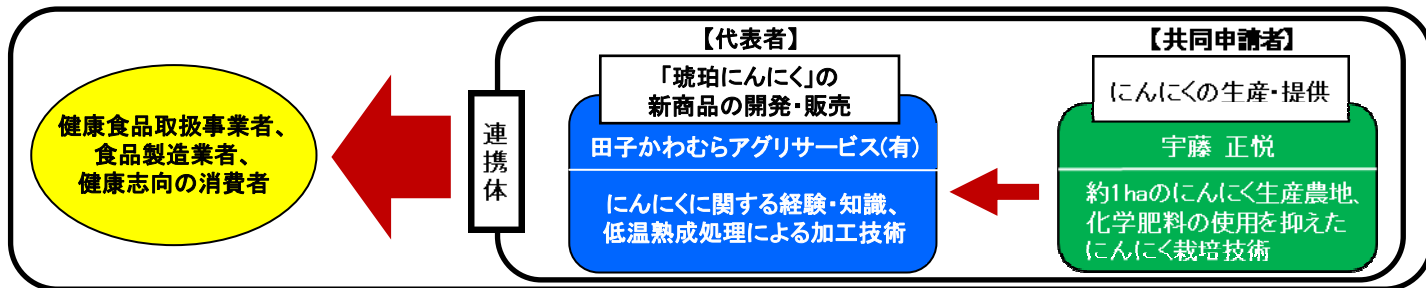 健康食品取扱事業者、
食品製造業者、
健康志向の消費者
連携体
【代表者】
「琥珀にんにく」の
新商品の開発・販売
田子かわむらアグリサービス(有)
にんにくに関する経験・知識、
低温熟成処理による加工技術
【共同申請者】
にんにくの生産・提供
宇藤 正悦
約1haのにんにく生産農地、
化学肥料の使用を抑えた
にんにく栽培技術